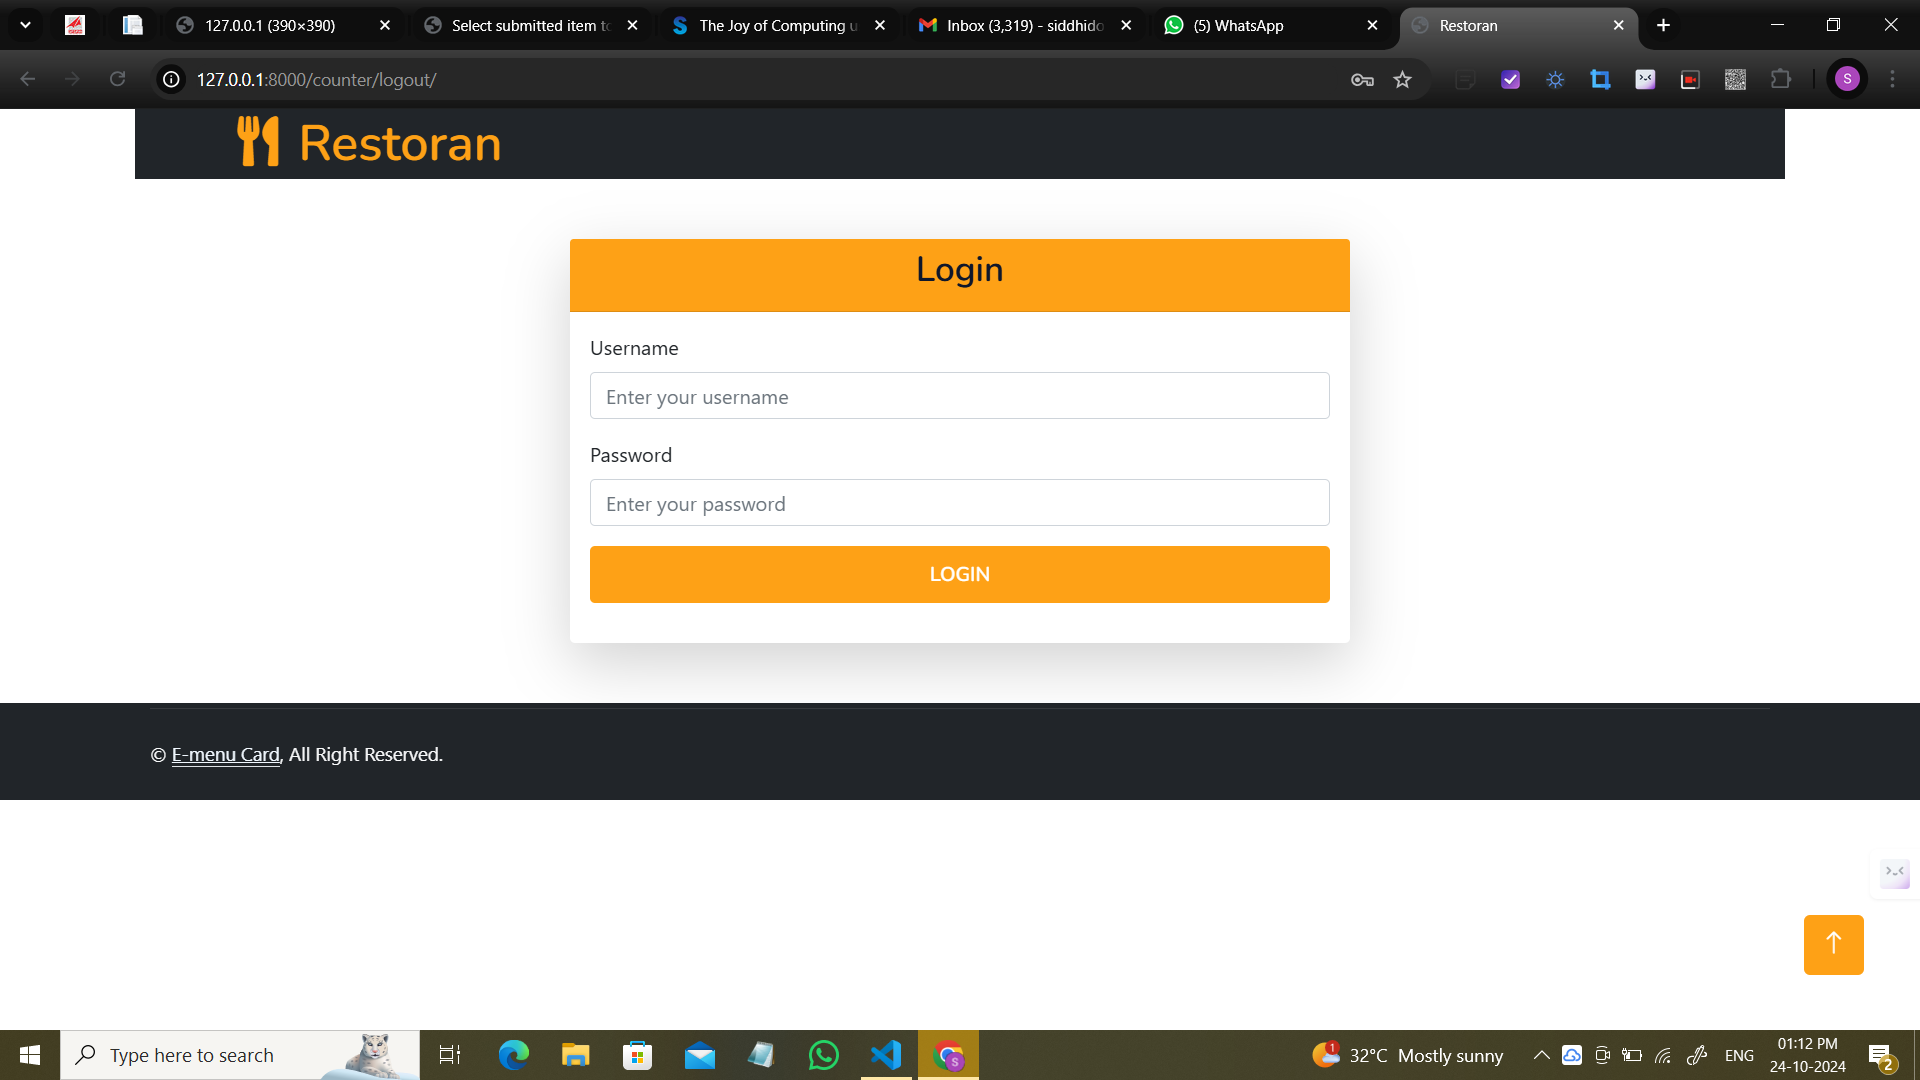 127.0.0.1 (390×390)
Select submitted item to
The Joy of Computing u
Inbox (3,319) - siddhido
(5) WhatsApp
Restoran
127.0.0.1:8000/counter/logout/
S
Restoran
Login
Username
Enter your username
Password
Enter your password
LOGIN
© E-menu Card, All Right Reserved.
Type here to search
S
1
32°C Mostly sunny
ENG
01:12 PM
24-10-2024
2